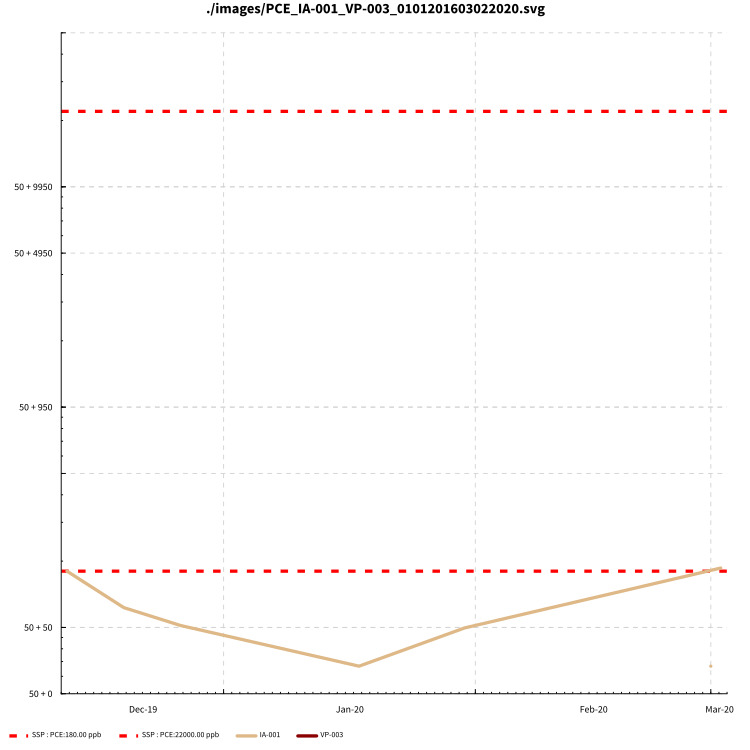 ./images/PCE_IA-001_VP-003_0101201603022020.svg
50 + 9950
50 + 4950
50 + 950
50 + 50
50 + 0
Dec-19 Jan-20 Feb-20 Mar-20
SSP : PCE:180.00 ppb SSP : PCE:22000.00 ppb IA-001 VP-003